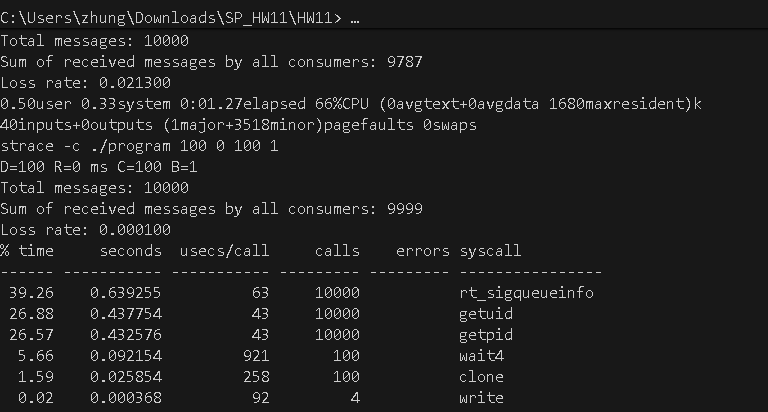 C:\Users\zhung\Downloads\SP_HW11\HW11> …
Total messages: 10000
Sum of received messages by all consumers: 9787
Loss rate: 0.021300
0.50user 0.33system 0:01.27elapsed 66%CPU (0avgtext+0avgdata 1680maxresident)k
40inputs+0outputs (1major+3518minor)pagefaults 0swaps
strace -c ./program 100 0 100 1
D=100 R=0 ms C=100 B=1
Total messages: 10000
Sum of received messages by all consumers: 9999
Loss rate: 0.000100
% time     seconds  usecs/call     calls    errors syscall
------ ----------- ----------- --------- --------- ----------------
 39.26    0.639255          63     10000           rt_sigqueueinfo
 26.88    0.437754          43     10000           getuid
 26.57    0.432576          43     10000           getpid
  5.66    0.092154         921       100           wait4
  1.59    0.025854         258       100           clone
  0.02    0.000368          92         4           write